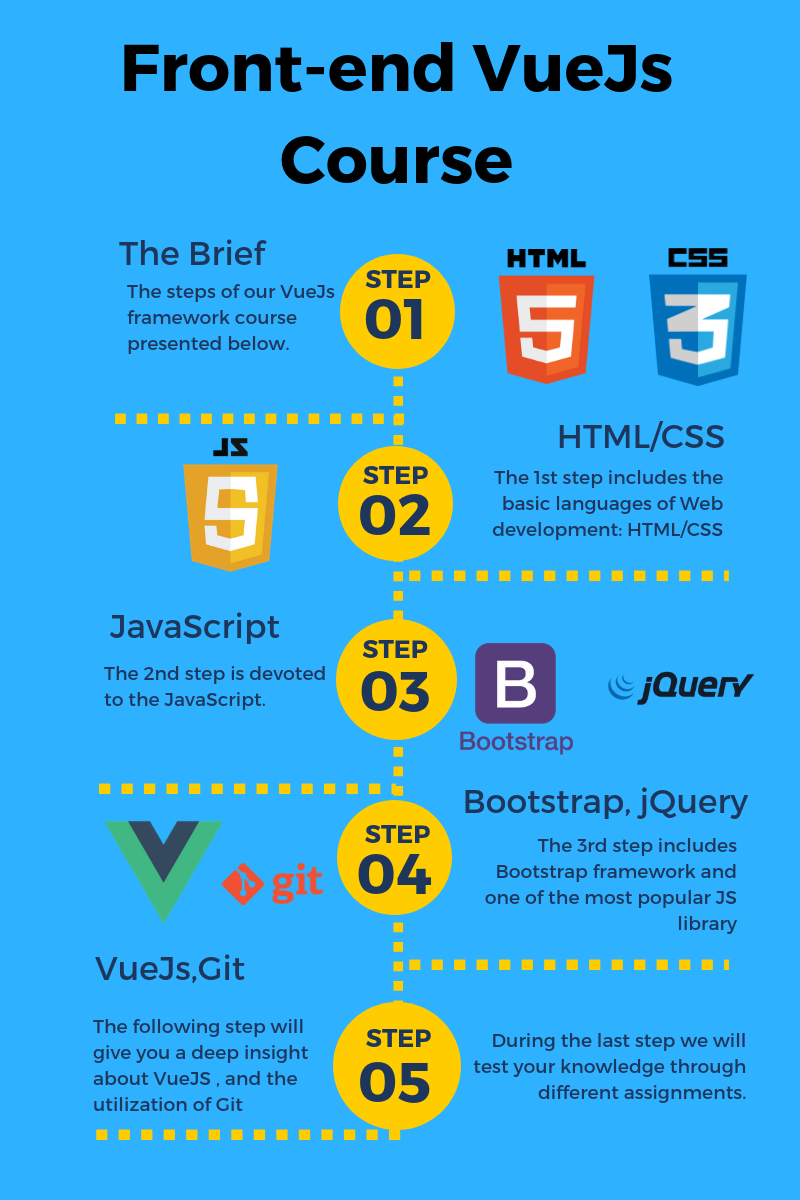 Front-end VueJs
Course
The Brief
The steps of our VueJs
framework course
presented below.
STEP
01
HTML
5
CSS
3
JS
5
STEP
02
HTML/CSS
The 1st step includes the
basic languages of Web
development: HTML/CSS
JavaScript
The 2nd step is devoted
to the JavaScript.
STEP
03
B
Bootstrap
jQuery
Bootstrap, jQuery
The 3rd step includes
Bootstrap framework and
one of the most popular JS
library
git
STEP
04
VueJs,Git
The following step will
give you a deep insight
about VueJS , and the
utilization of Git
STEP
05
During the last step we will
test your knowledge through
different assignments.